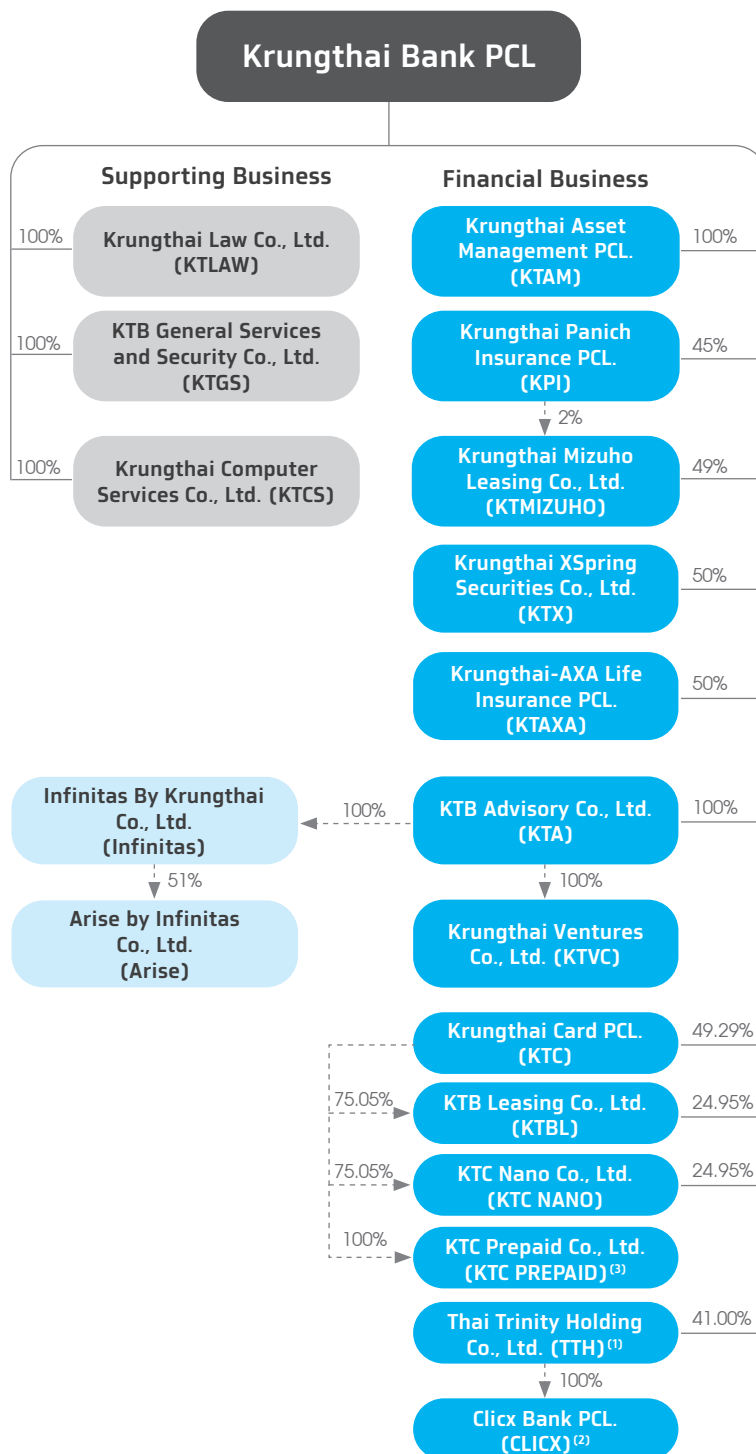 Krungthai Bank PCL
Supporting Business
Financial Business
100%
Krungthai Law Co., Ltd.
(KTLAW)
Krungthai Asset
Management PCL.
(KTAM)
100%
100%
KTB General Services
and Security Co., Ltd.
(KTGS)
Krungthai Panich
Insurance PCL.
(KPI)
45%
2%
100%
Krungthai Computer
Services Co., Ltd. (KTCS)
Krungthai Mizuho
Leasing Co., Ltd.
(KTMIZUHO)
49%
Krungthai XSpring
Securities Co., Ltd.
(KTX)
50%
Krungthai-AXA Life
Insurance PCL.
(KTAXA)
50%
Infinitas By Krungthai
Co., Ltd.
(Infinitas)
100%
KTB Advisory Co., Ltd.
(KTA)
100%
51%
100%
Arise by Infinitas
Co., Ltd.
(Arise)
Krungthai Ventures
Co., Ltd. (KTVC)
Krungthai Card PCL.
(KTC)
49.29%
75.05%
KTB Leasing Co., Ltd.
(KTBL)
24.95%
75.05%
KTC Nano Co., Ltd.
(KTC NANO)
24.95%
100%
KTC Prepaid Co., Ltd.
(KTC PREPAID)(3)
Thai Trinity Holding
Co., Ltd. (TTH)(1)
41.00%
100%
Clicx Bank PCL.
(CLICX)(2)